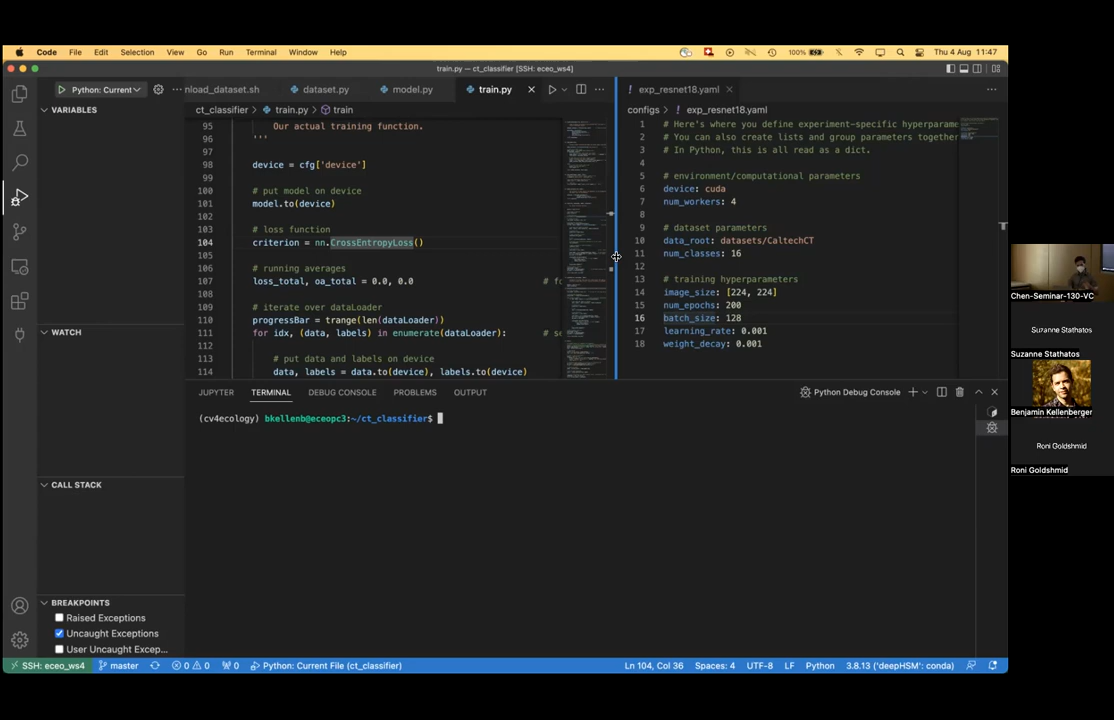 Code File Edit Selection View Go Run Terminal Window Help 100% Thu 4 Aug 11:47
train.py — ct_classifier [SSH: eceo_ws4]
Python: Current
nload_dataset.sh dataset.py model.py train.py
exp_resnet18.yaml
VARIABLES
ct_classifier > train.py > train
configs > exp_resnet18.yaml
95 Our actual training function.
96 '''
97
98 device = cfg['device']
99
100 # put model on device
101 model.to(device)
102
103 # loss function
104 criterion = nn.CrossEntropyLoss()
105
106 # running averages
107 loss_total, oa_total = 0.0, 0.0 # fo
108
109 # iterate over dataLoader
110 progressBar = trange(len(dataLoader))
111 for idx, (data, labels) in enumerate(dataLoader): # se
112
113 # put data and labels on device
114 data, labels = data.to(device), labels.to(device)
1 # Here's where you define experiment-specific hyperparame
2 # You can also create lists and group parameters together
3 # In Python, this is all read as a dict.
4
5 # environment/computational parameters
6 device: cuda
7 num_workers: 4
8
9 # dataset parameters
10 data_root: datasets/CaltechCT
11 num_classes: 16
12
13 # training hyperparameters
14 image_size: [224, 224]
15 num_epochs: 200
16 batch_size: 128
17 learning_rate: 0.001
18 weight_decay: 0.001
WATCH
CALL STACK
BREAKPOINTS
Raised Exceptions
Uncaught Exceptions
User Uncaught Excep...
JUPYTER TERMINAL DEBUG CONSOLE PROBLEMS OUTPUT
Python Debug Console
(cv4ecology) bkellenb@eceopc3:~/ct_classifier$
SSH: eceo_ws4 master 0 0 0 Python: Current File (ct_classifier)
Ln 104, Col 36 Spaces: 4 UTF-8 LF Python 3.8.13 ('deepHSM': conda)
Chen-Seminar-130-VC
Suzanne Stathatos
Suzanne Stathatos
Benjamin Kellenberger
Roni Goldshmid
Roni Goldshmid